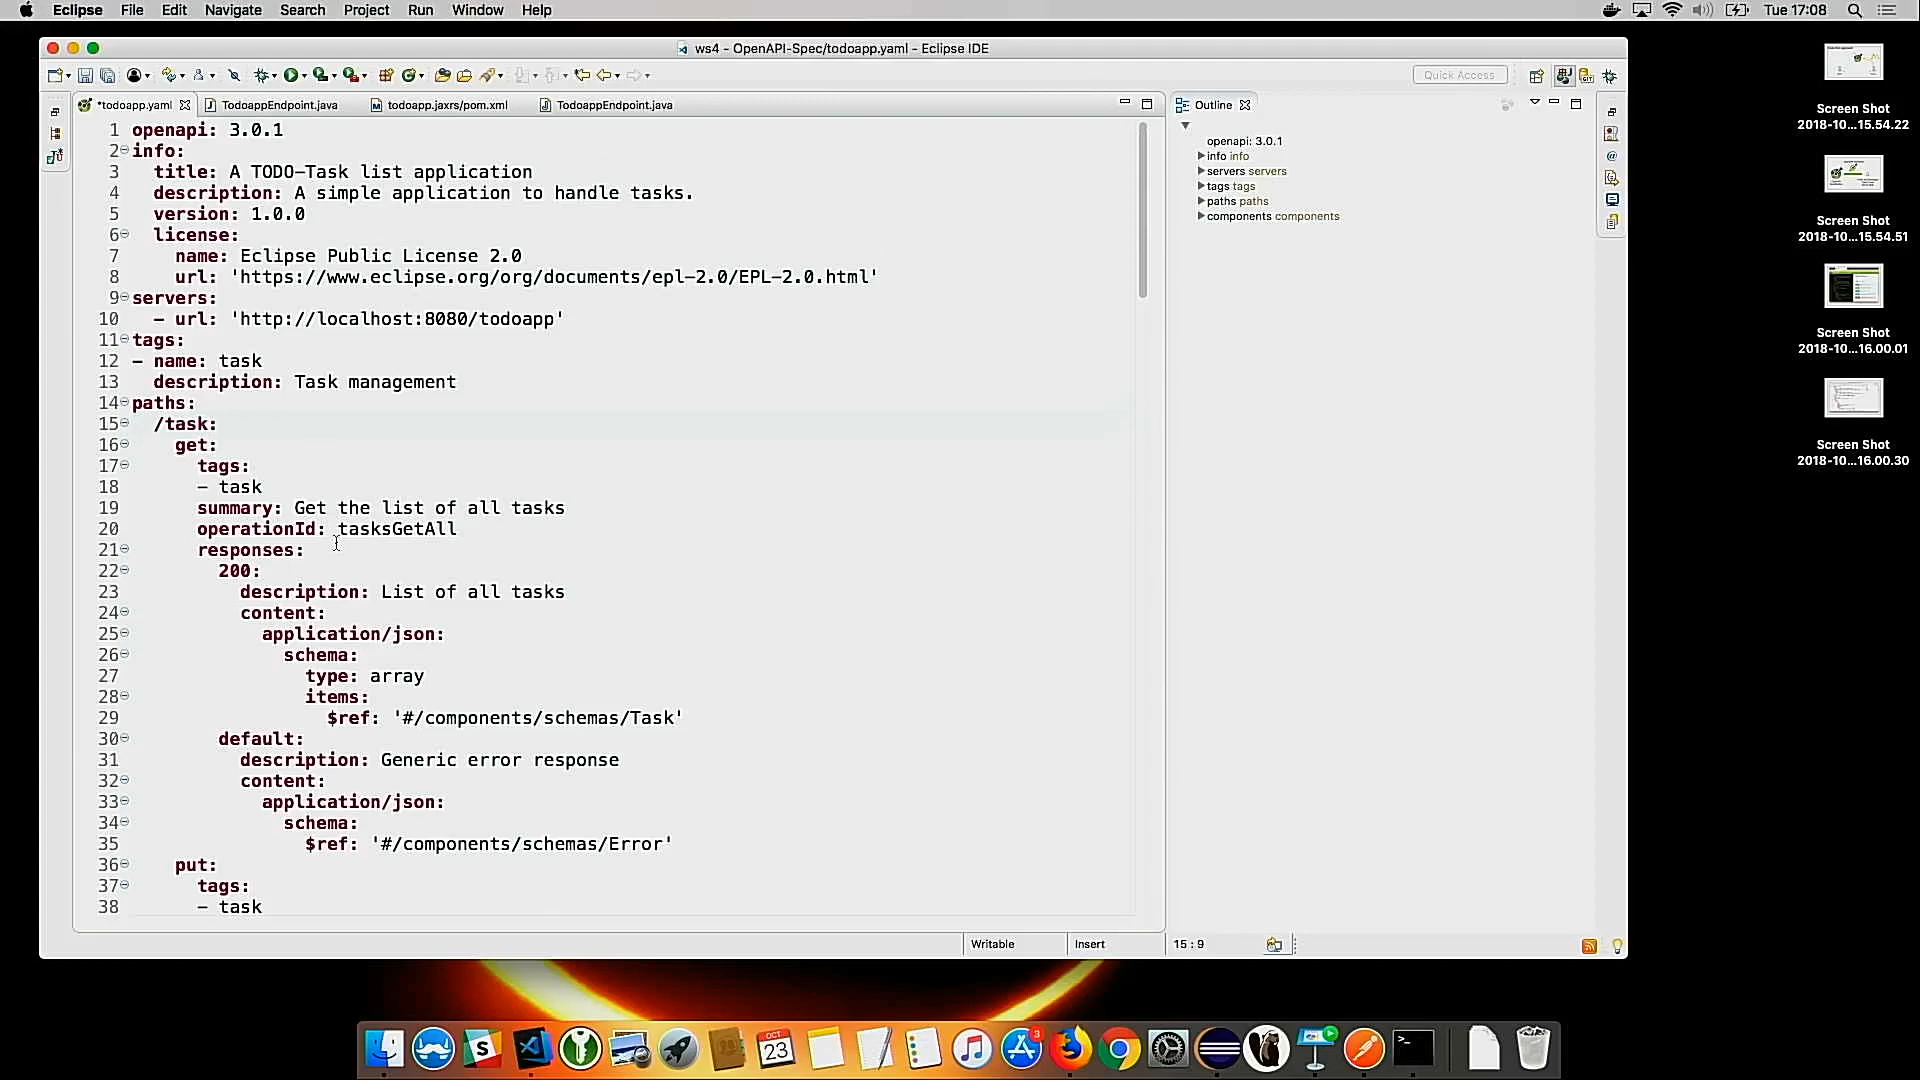 Eclipse File Edit Navigate Search Project Run Window Help Tue 17:08
ws4 - OpenAPI-Spec/todoapp.yaml - Eclipse IDE
Quick Access
*todoapp.yaml TodoappEndpoint.java todoapp.jaxrs/pom.xml TodoappEndpoint.java
1 openapi: 3.0.1
2 info:
3 title: A TODO-Task list application
4 description: A simple application to handle tasks.
5 version: 1.0.0
6 license:
7 name: Eclipse Public License 2.0
8 url: 'https://www.eclipse.org/org/documents/epl-2.0/EPL-2.0.html'
9 servers:
10 - url: 'http://localhost:8080/todoapp'
11 tags:
12 - name: task
13 description: Task management
14 paths:
15 /task:
16 get:
17 tags:
18 - task
19 summary: Get the list of all tasks
20 operationId: tasksGetAll
21 responses:
22 200:
23 description: List of all tasks
24 content:
25 application/json:
26 schema:
27 type: array
28 items:
29 $ref: '#/components/schemas/Task'
30 default:
31 description: Generic error response
32 content:
33 application/json:
34 schema:
35 $ref: '#/components/schemas/Error'
36 put:
37 tags:
38 - task
Outline
openapi: 3.0.1
info info
servers servers
tags tags
paths paths
components components
Writable Insert 15 : 9
Screen Shot
2018-10...15.54.22
Screen Shot
2018-10...15.54.51
Screen Shot
2018-10...16.00.01
Screen Shot
2018-10...16.00.30
OCT
23
3